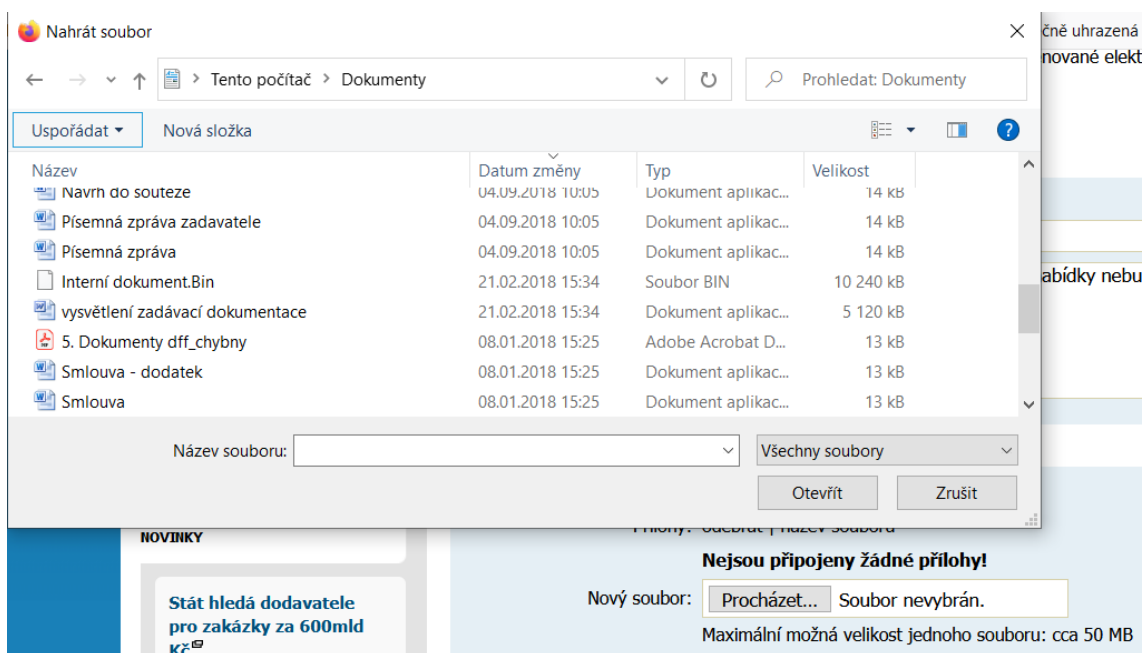 Nahrát soubor
čně uhrazená
nované elekt
Tento počítač > Dokumenty
Prohledat: Dokumenty
Uspořádat
Nová složka
?
Název Datum změny Typ Velikost
Návrh do soutěže 04.09.2018 10:05 Dokument aplikac... 14 kB
Písemná zpráva zadavatele 04.09.2018 10:05 Dokument aplikac... 14 kB
Písemná zpráva 04.09.2018 10:05 Dokument aplikac... 14 kB
Interní dokument.Bin 21.02.2018 15:34 Soubor BIN 10 240 kB
abídky nebu
vysvětlení zadávací dokumentace 21.02.2018 15:34 Dokument aplikac... 5 120 kB
5. Dokumenty dff_chybny 08.01.2018 15:25 Adobe Acrobat D... 13 kB
Smlouva - dodatek 08.01.2018 15:25 Dokument aplikac... 13 kB
Smlouva 08.01.2018 15:25 Dokument aplikac... 13 kB
Název souboru:
Všechny soubory
Otevřít Zrušit
Přílohy: odebrat | název souboru
NOVINKY
Nejsou připojeny žádné přílohy!
Nový soubor: Procházet... Soubor nevybrán.
Maximální možná velikost jednoho souboru: cca 50 MB
Stát hledá dodavatele
pro zakázky za 600mld
Kč